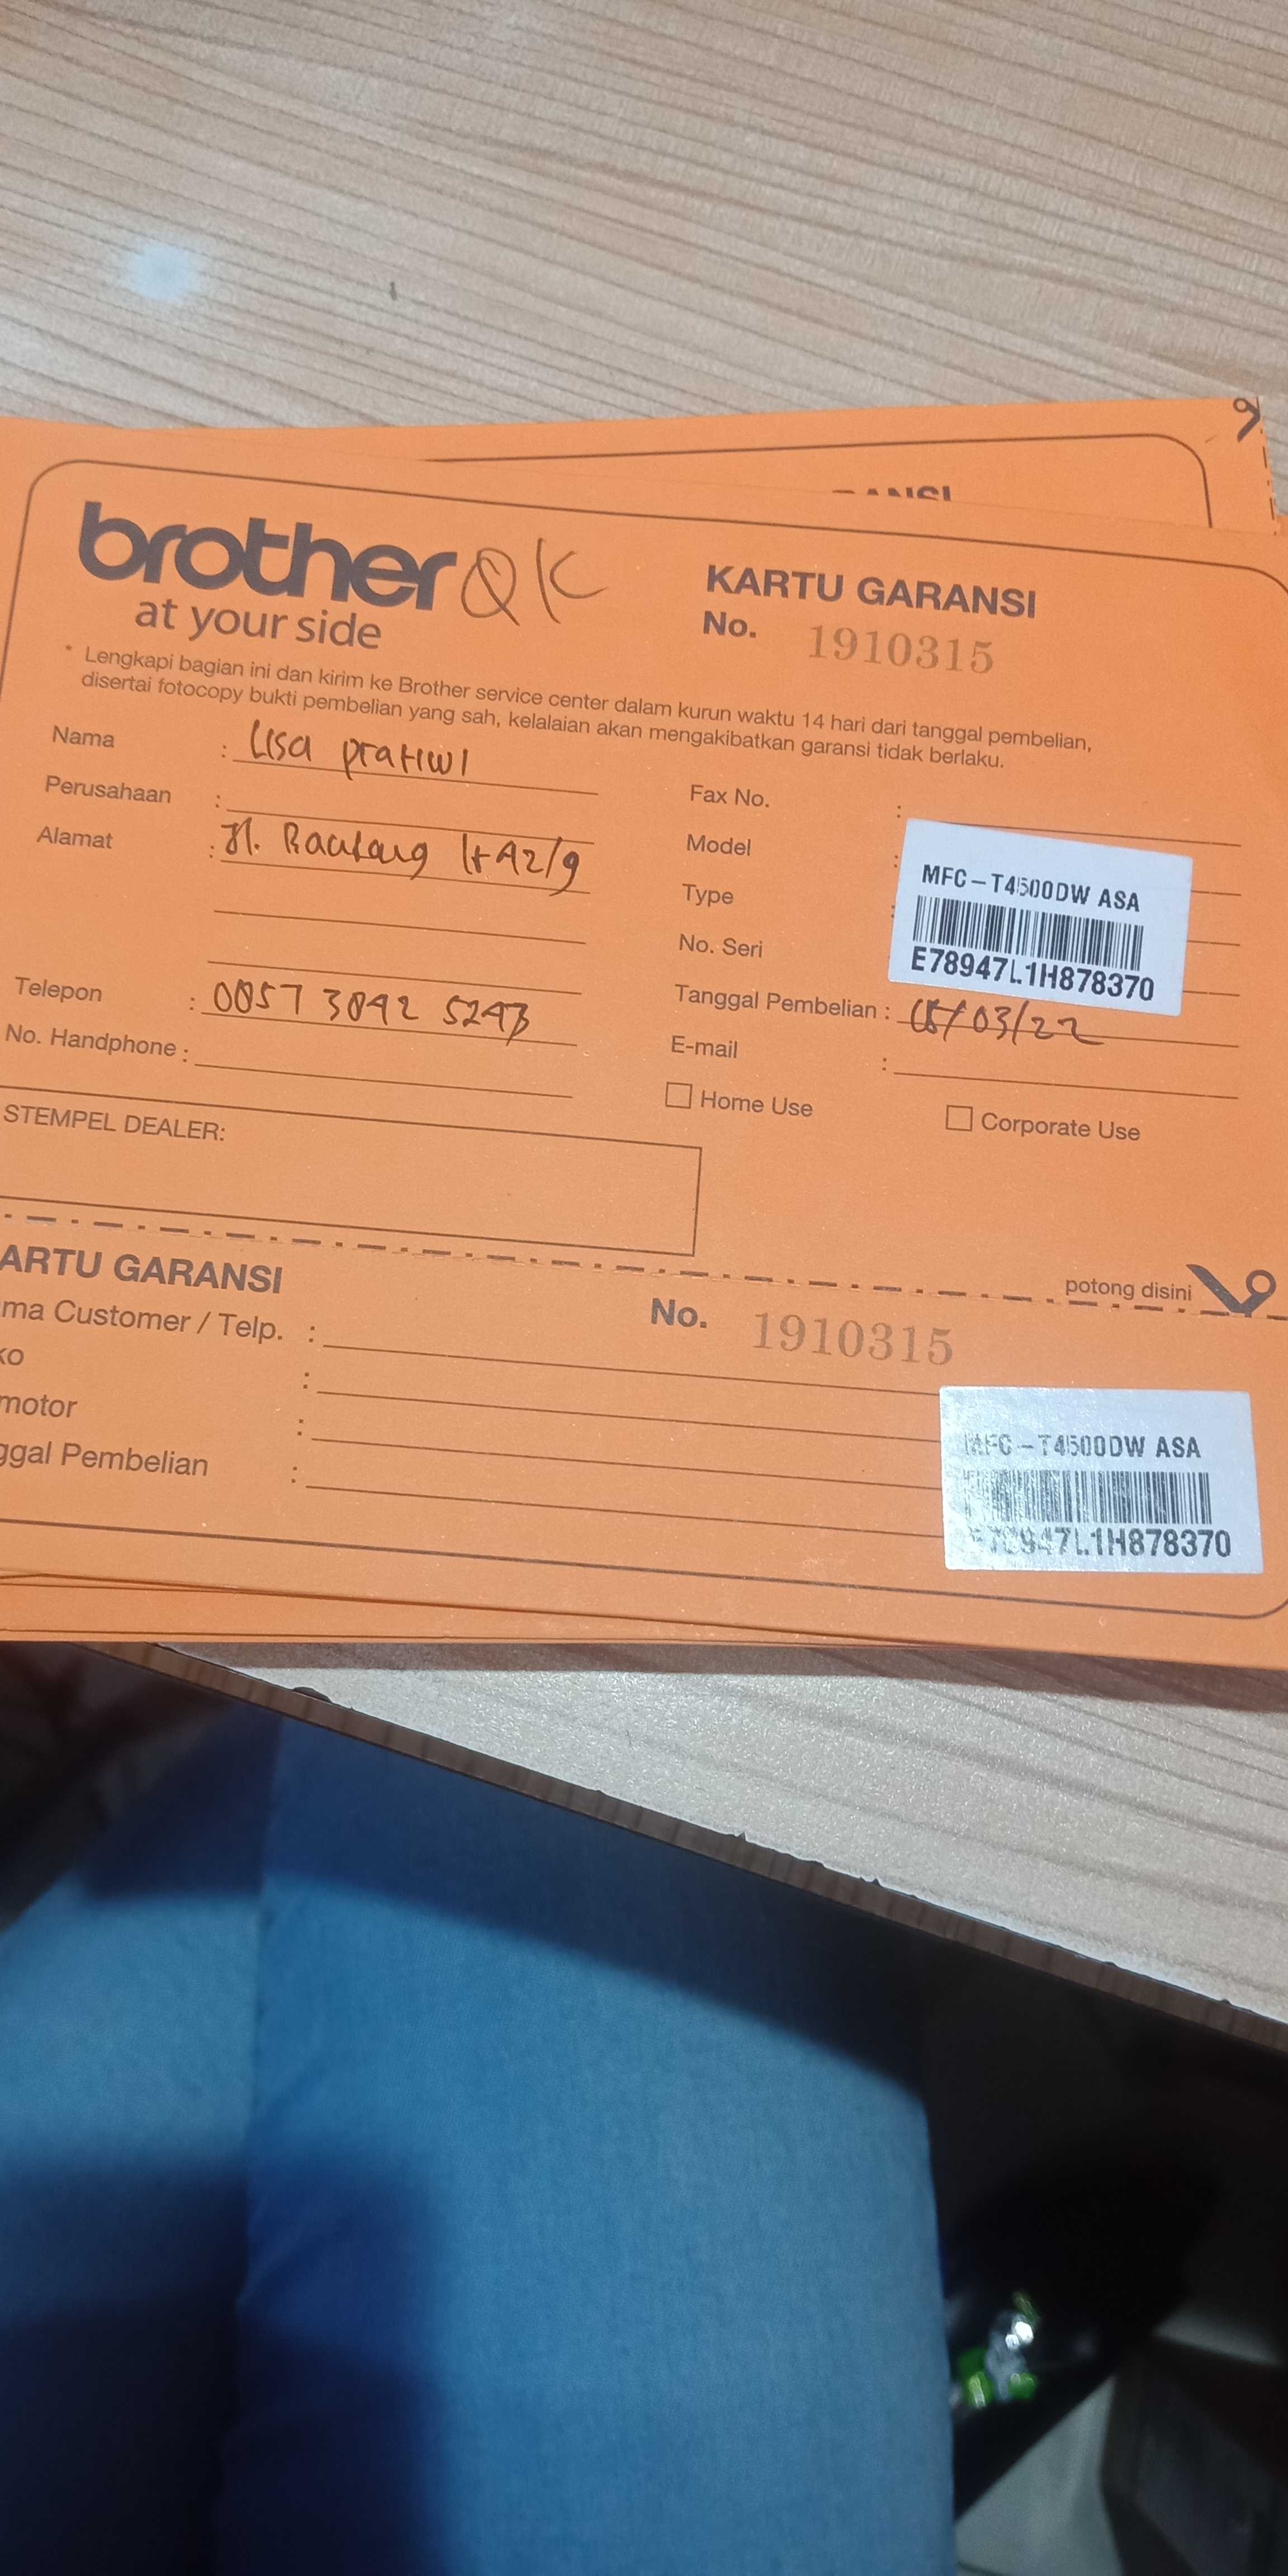 ANSI
brother QK
at your side
KARTU GARANSI
No. 1910315
* Lengkapi bagian ini dan kirim ke Brother service center dalam kurun waktu 14 hari dari tanggal pembelian,
disertai fotocopy bukti pembelian yang sah, kelalaian akan mengakibatkan garansi tidak berlaku.
Nama : Lisa pratiwi
Perusahaan :
Alamat : Jl.
Telepon :
No. Handphone :
Fax No. :
Model :
Type :
No. Seri
MFC-T4500DW ASA
E78947L1H878370
Tanggal Pembelian : /03/22
E-mail :
Home Use
Corporate Use
STEMPEL DEALER:
potong disini
ARTU GARANSI
No. 1910315
ma Customer / Telp. :
ko :
motor :
ggal Pembelian :
MFC-T4500DW ASA
E78947L1H878370